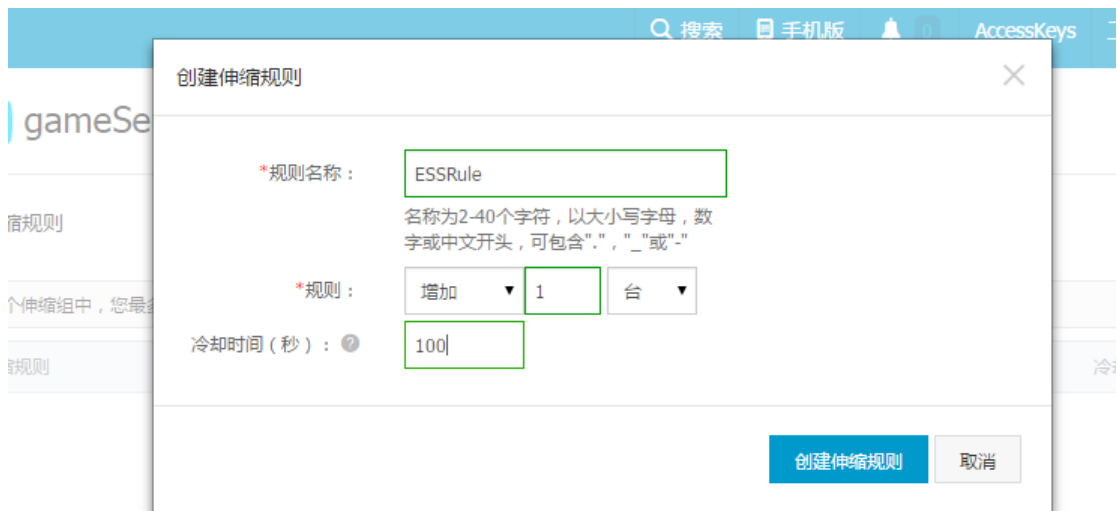 搜索 手机版 0 AccessKeys
创建伸缩规则
gameSe
*规则名称： ESSRule
名称为2-40个字符，以大小写字母，数
字或中文开头，可包含"."，"_"或"-"
缩规则
*规则： 增加 1 台
个伸缩组中，您最多
冷却时间（秒）： 100
缩规则 冷却
创建伸缩规则 取消